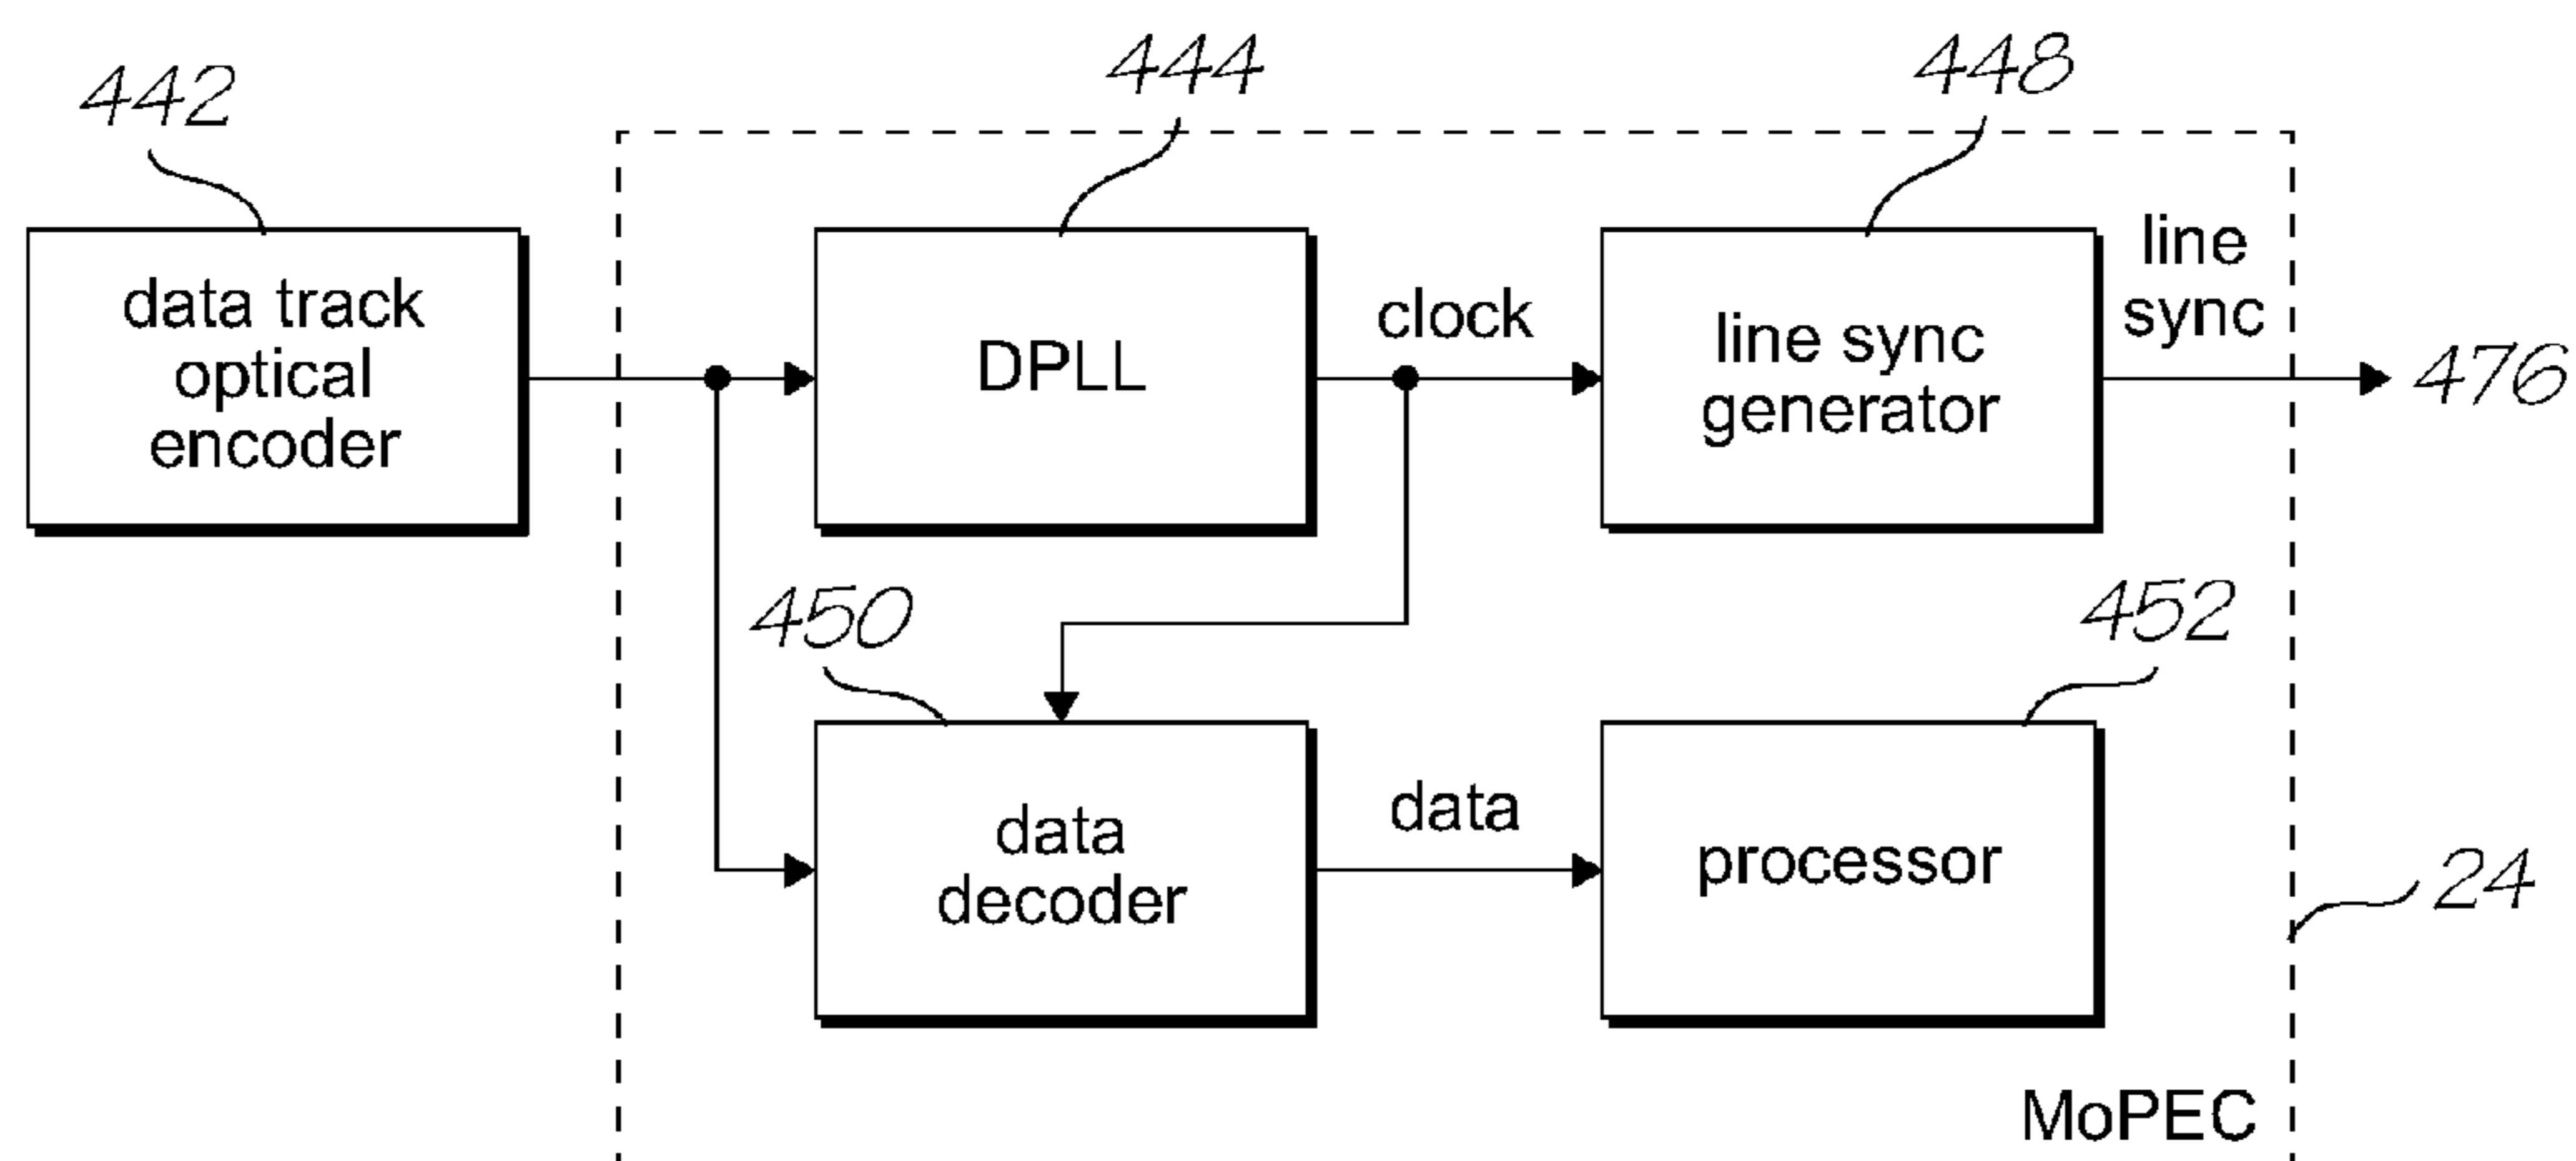 442
444
448
data track
optical
encoder
DPLL
clock
line sync
generator
line
sync
476
450
452
data
decoder
data
processor
24
MoPEC